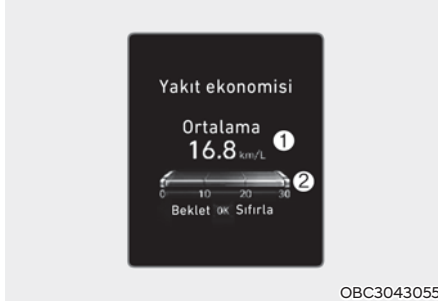 Yakıt ekonomisi
Ortalama
16.8 km/L ①
②
0 10 20 30
Beklet OK Sıfırla
OBC3043055